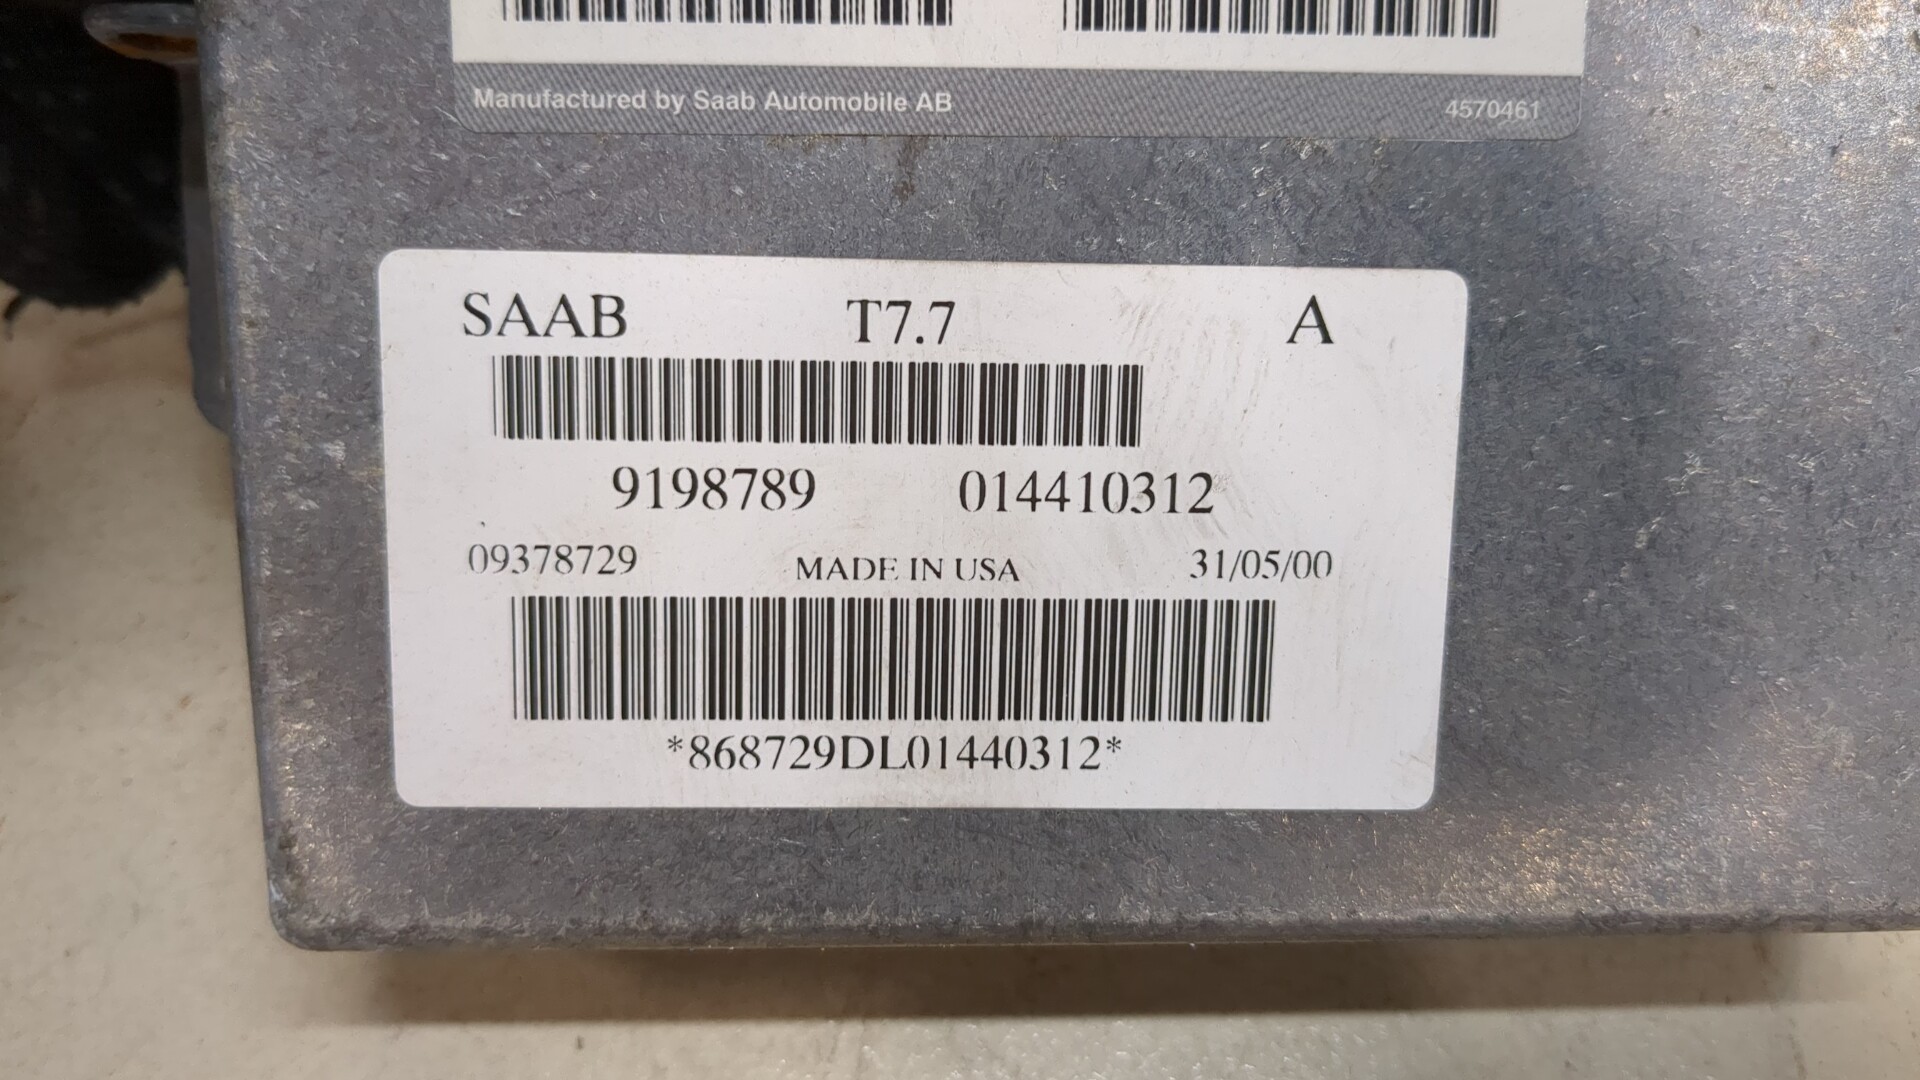 Manufactured by Saab Automobile AB 4570461
SAAB T7.7 A
9198789 014410312
09378729 MADE IN USA 31/05/00
*868729DL01440312*